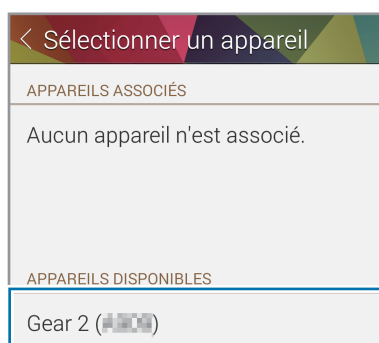 < Sélectionner un appareil
APPAREILS ASSOCIÉS
Aucun appareil n'est associé.
APPAREILS DISPONIBLES
Gear 2 ( )